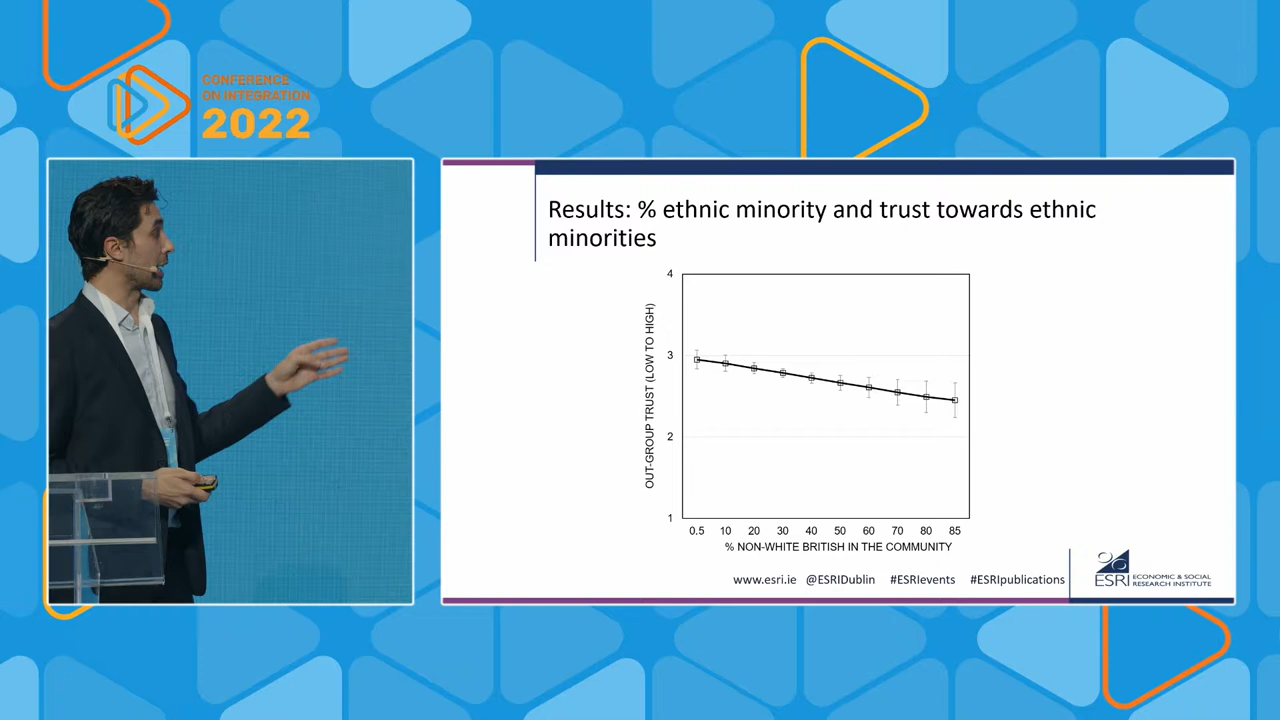 CONFERENCE
ON INTEGRATION
2022
Results: % ethnic minority and trust towards ethnic
minorities
OUT-GROUP TRUST (LOW TO HIGH)
4
3
2
1
0.5 10 20 30 40 50 60 70 80 85
% NON-WHITE BRITISH IN THE COMMUNITY
www.esri.ie @ESRIDublin #ESRIevents #ESRIpublications
ESRI ECONOMIC & SOCIAL
RESEARCH INSTITUTE